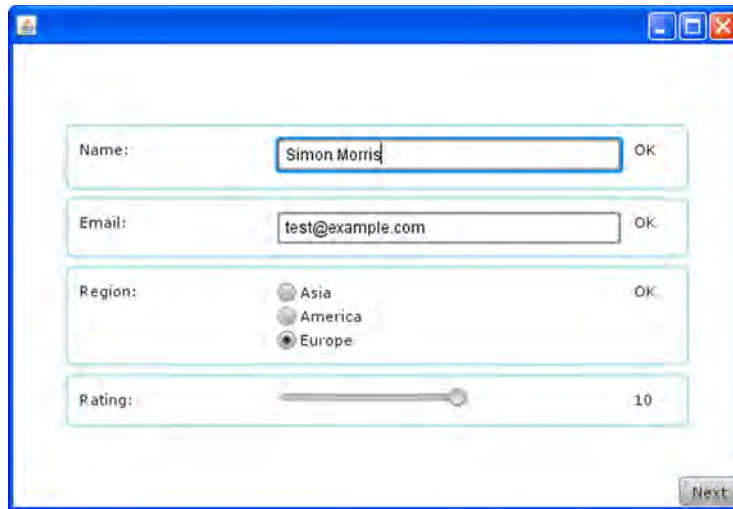 Name: Simon Morris OK
Email: test@example.com OK
Region: Asia OK
America
Europe
Rating: 10
Next